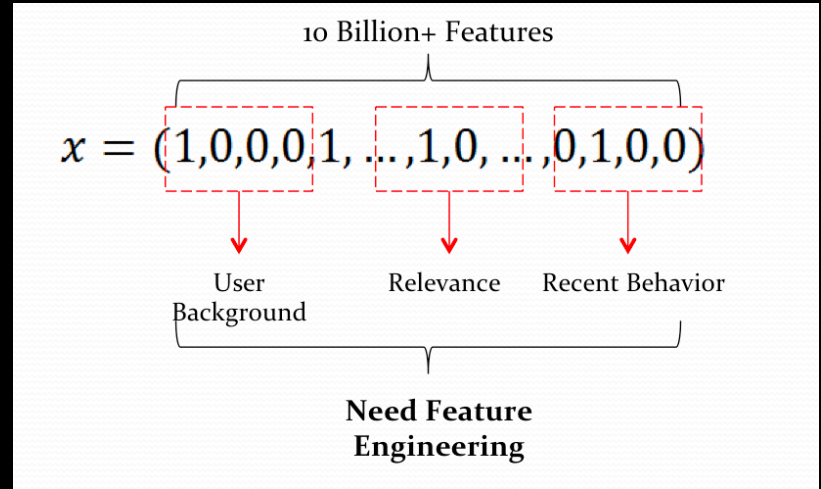 10 Billion+ Features
x = (1,0,0,0,1, ...,1,0, ...,0,1,0,0)
User
Background
Relevance
Recent Behavior
Need Feature
Engineering